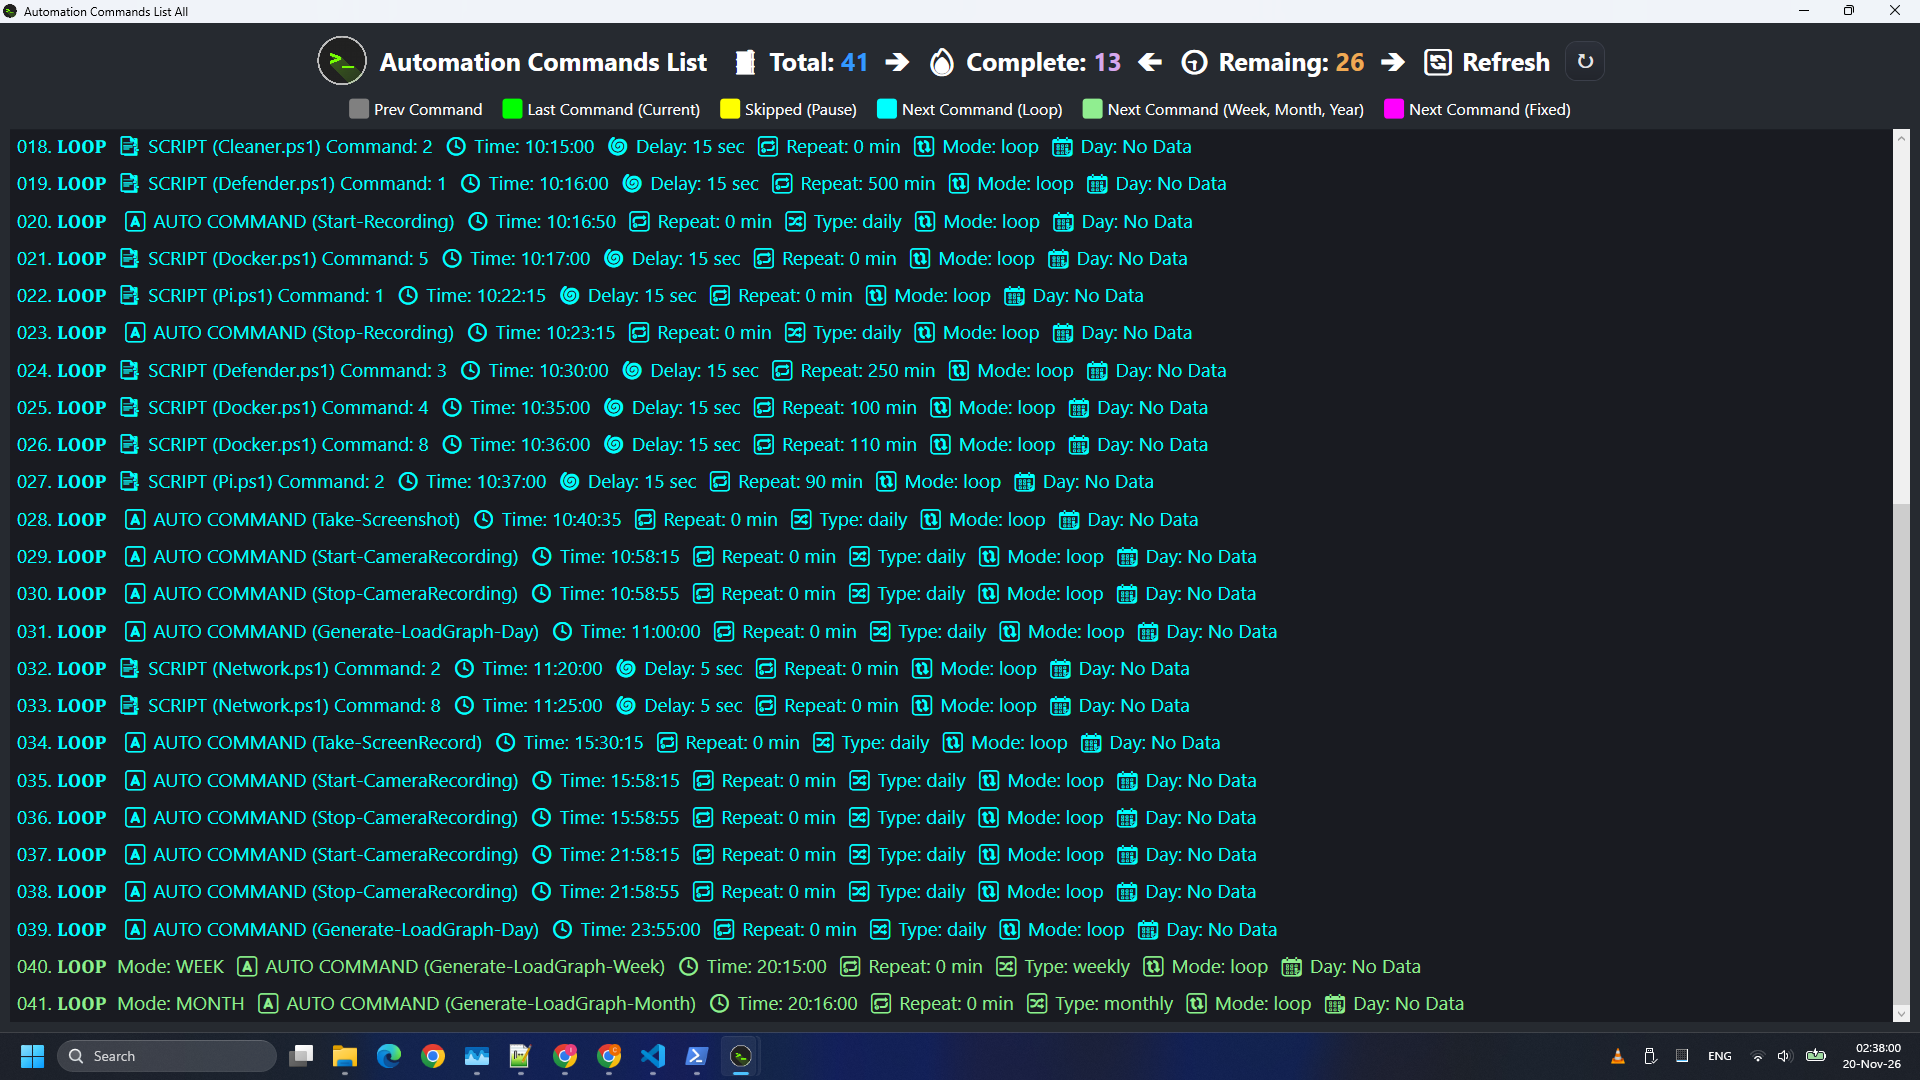 Automation Commands List All
Automation Commands List Total: 41 Complete: 13 Remaing: 26 Refresh
Prev Command Last Command (Current) Skipped (Pause) Next Command (Loop) Next Command (Week, Month, Year) Next Command (Fixed)
018. LOOP SCRIPT (Cleaner.ps1) Command: 2 Time: 10:15:00 Delay: 15 sec Repeat: 0 min Mode: loop Day: No Data
019. LOOP SCRIPT (Defender.ps1) Command: 1 Time: 10:16:00 Delay: 15 sec Repeat: 500 min Mode: loop Day: No Data
020. LOOP AUTO COMMAND (Start-Recording) Time: 10:16:50 Repeat: 0 min Type: daily Mode: loop Day: No Data
021. LOOP SCRIPT (Docker.ps1) Command: 5 Time: 10:17:00 Delay: 15 sec Repeat: 0 min Mode: loop Day: No Data
022. LOOP SCRIPT (Pi.ps1) Command: 1 Time: 10:22:15 Delay: 15 sec Repeat: 0 min Mode: loop Day: No Data
023. LOOP AUTO COMMAND (Stop-Recording) Time: 10:23:15 Repeat: 0 min Type: daily Mode: loop Day: No Data
024. LOOP SCRIPT (Defender.ps1) Command: 3 Time: 10:30:00 Delay: 15 sec Repeat: 250 min Mode: loop Day: No Data
025. LOOP SCRIPT (Docker.ps1) Command: 4 Time: 10:35:00 Delay: 15 sec Repeat: 100 min Mode: loop Day: No Data
026. LOOP SCRIPT (Docker.ps1) Command: 8 Time: 10:36:00 Delay: 15 sec Repeat: 110 min Mode: loop Day: No Data
027. LOOP SCRIPT (Pi.ps1) Command: 2 Time: 10:37:00 Delay: 15 sec Repeat: 90 min Mode: loop Day: No Data
028. LOOP AUTO COMMAND (Take-Screenshot) Time: 10:40:35 Repeat: 0 min Type: daily Mode: loop Day: No Data
029. LOOP AUTO COMMAND (Start-CameraRecording) Time: 10:58:15 Repeat: 0 min Type: daily Mode: loop Day: No Data
030. LOOP AUTO COMMAND (Stop-CameraRecording) Time: 10:58:55 Repeat: 0 min Type: daily Mode: loop Day: No Data
031. LOOP AUTO COMMAND (Generate-LoadGraph-Day) Time: 11:00:00 Repeat: 0 min Type: daily Mode: loop Day: No Data
032. LOOP SCRIPT (Network.ps1) Command: 2 Time: 11:20:00 Delay: 5 sec Repeat: 0 min Mode: loop Day: No Data
033. LOOP SCRIPT (Network.ps1) Command: 8 Time: 11:25:00 Delay: 5 sec Repeat: 0 min Mode: loop Day: No Data
034. LOOP AUTO COMMAND (Take-ScreenRecord) Time: 15:30:15 Repeat: 0 min Type: daily Mode: loop Day: No Data
035. LOOP AUTO COMMAND (Start-CameraRecording) Time: 15:58:15 Repeat: 0 min Type: daily Mode: loop Day: No Data
036. LOOP AUTO COMMAND (Stop-CameraRecording) Time: 15:58:55 Repeat: 0 min Type: daily Mode: loop Day: No Data
037. LOOP AUTO COMMAND (Start-CameraRecording) Time: 21:58:15 Repeat: 0 min Type: daily Mode: loop Day: No Data
038. LOOP AUTO COMMAND (Stop-CameraRecording) Time: 21:58:55 Repeat: 0 min Type: daily Mode: loop Day: No Data
039. LOOP AUTO COMMAND (Generate-LoadGraph-Day) Time: 23:55:00 Repeat: 0 min Type: daily Mode: loop Day: No Data
040. LOOP Mode: WEEK AUTO COMMAND (Generate-LoadGraph-Week) Time: 20:15:00 Repeat: 0 min Type: weekly Mode: loop Day: No Data
041. LOOP Mode: MONTH AUTO COMMAND (Generate-LoadGraph-Month) Time: 20:16:00 Repeat: 0 min Type: monthly Mode: loop Day: No Data
Search ENG 02:38:00
20-Nov-26